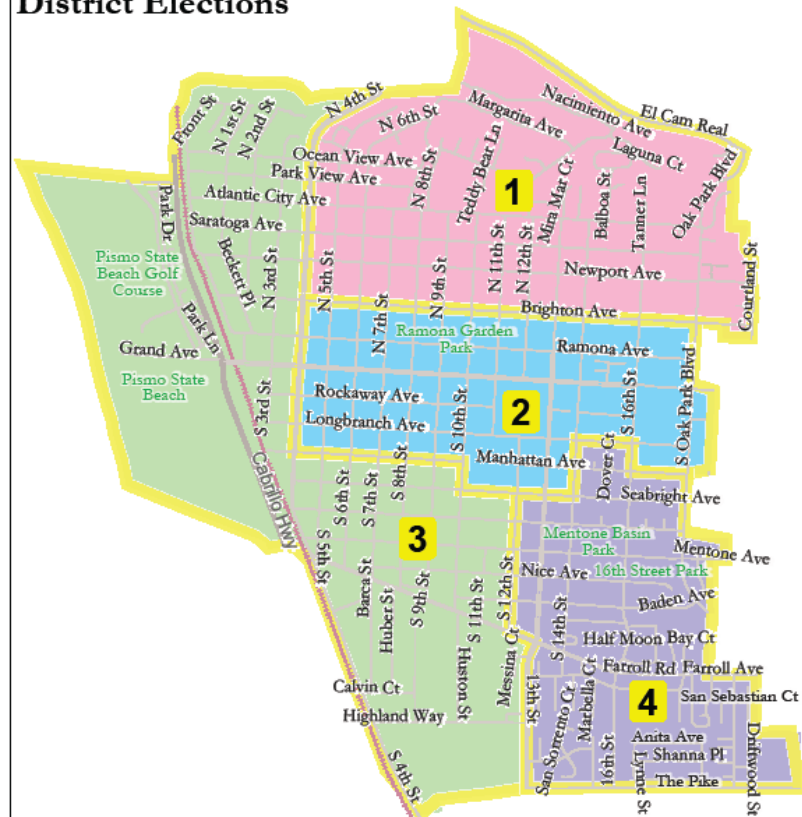 District Elections
N 4th St
El Cam Real
Nacimiento Ave
Margarita Ave
Front St
N 1st St
N 2nd St
N 6th St
Laguna Ct
Ocean View Ave
Park View Ave
N 8th St
Teddy Bear Ln
1
Mira Mar Ct
Balboa St
Tanner Ln
Oak Park Blvd
Atlantic City Ave
Park Dr
Saratoga Ave
Pismo State
Beach Golf
Course
Beckett Pl
N 3rd St
N 5th St
N 9th St
N 11th St
N 12th St
Newport Ave
Courtland St
Brighton Ave
Park Ln
N 7th St
Ramona Garden
Park
Ramona Ave
Grand Ave
Pismo State
Beach
Rockaway Ave
Longbranch Ave
S 3rd St
S 10th St
2
S 16th St
S Oak Park Blvd
Manhattan Ave
Dover Ct
Cabrillo Hwy
S 6th St
S 7th St
S 8th St
Seabright Ave
3
Mentone Basin
Park
Mentone Ave
S 5th St
Nice Ave
16th Street Park
Barca St
Huber St
S 9th St
S 11th St
S 12th St
Baden Ave
S 14th St
Half Moon Bay Ct
Huston St
Messina Ct
Farroll Rd
Farroll Ave
Calvin Ct
Highland Way
13th St
San Sorrento Ct
Marbella Ct
4
San Sebastian Ct
Anita Ave
Shanna Pl
Driftwood St
S 4th St
16th St
Lynne St
The Pike